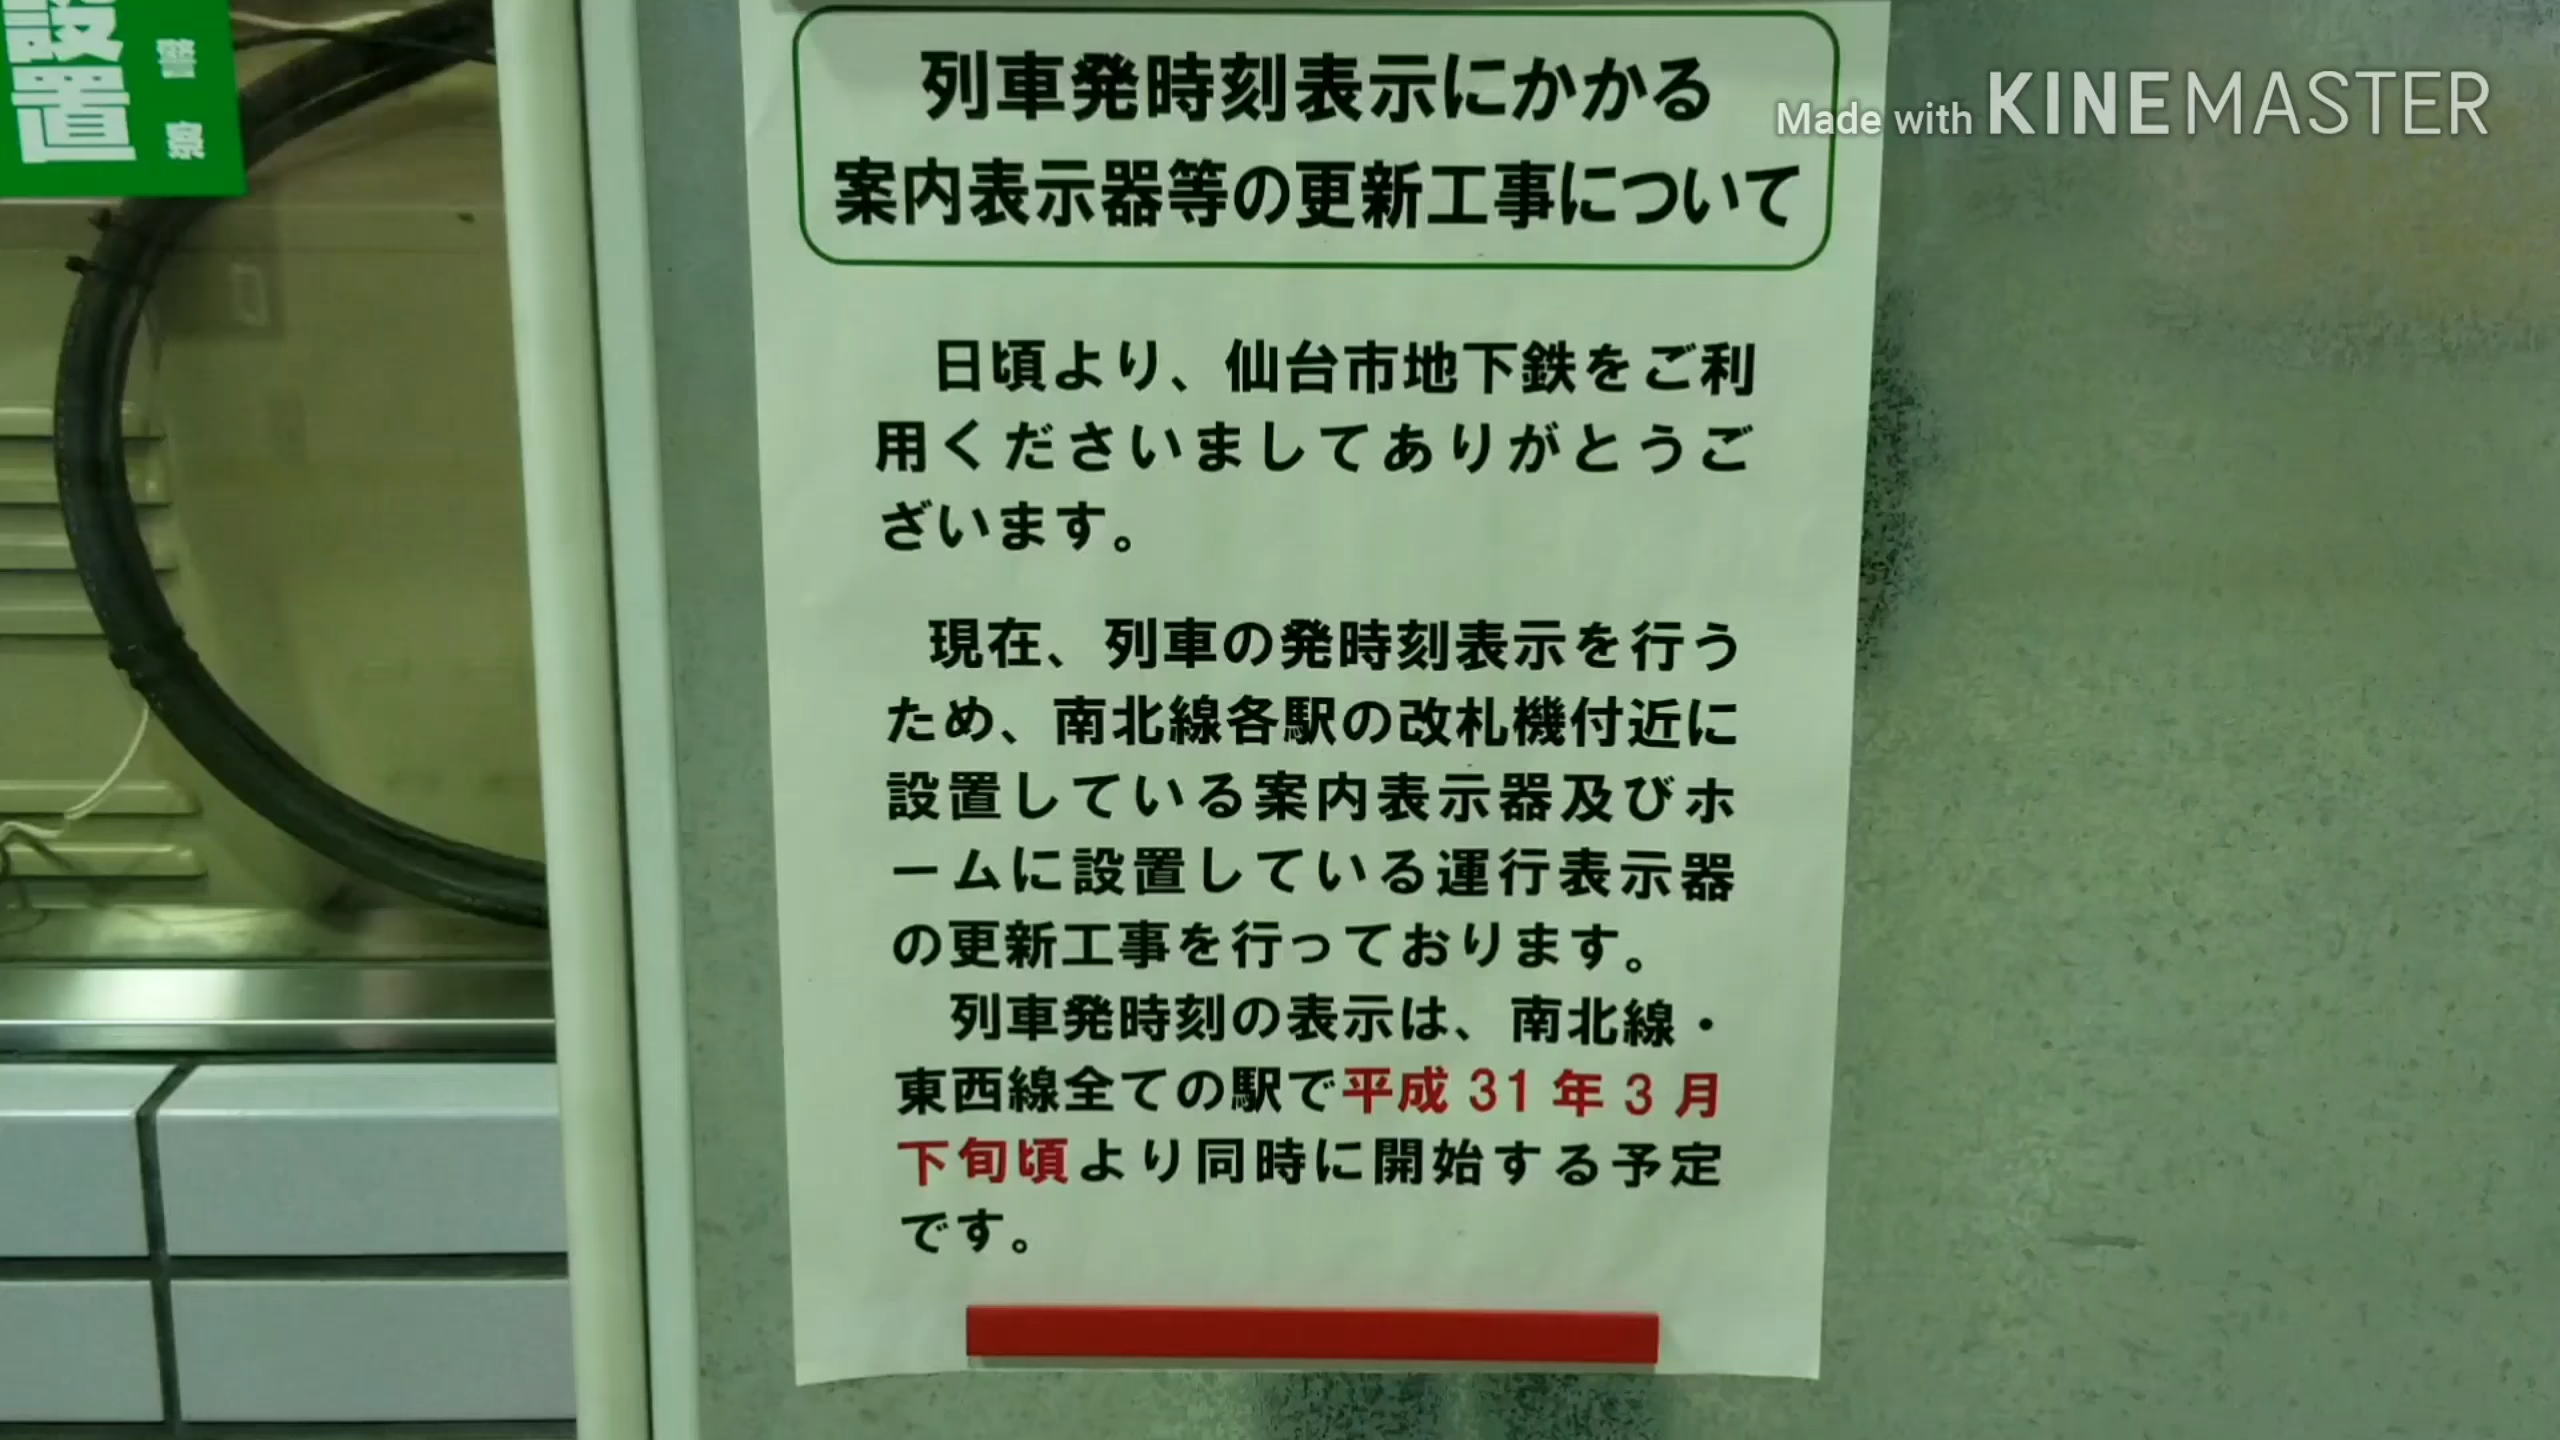 設置
警察
Made with KINEMASTER
列車発時刻表示にかかる
案内表示器等の更新工事について
日頃より、仙台市地下鉄をご利
用くださいましてありがとうご
ざいます。
現在、列車の発時刻表示を行う
ため、南北線各駅の改札機付近に
設置している案内表示器及びホ
ームに設置している運行表示器
の更新工事を行っております。
列車発時刻の表示は、南北線・
東西線全ての駅で平成31年3月
下旬頃より同時に開始する予定
です。